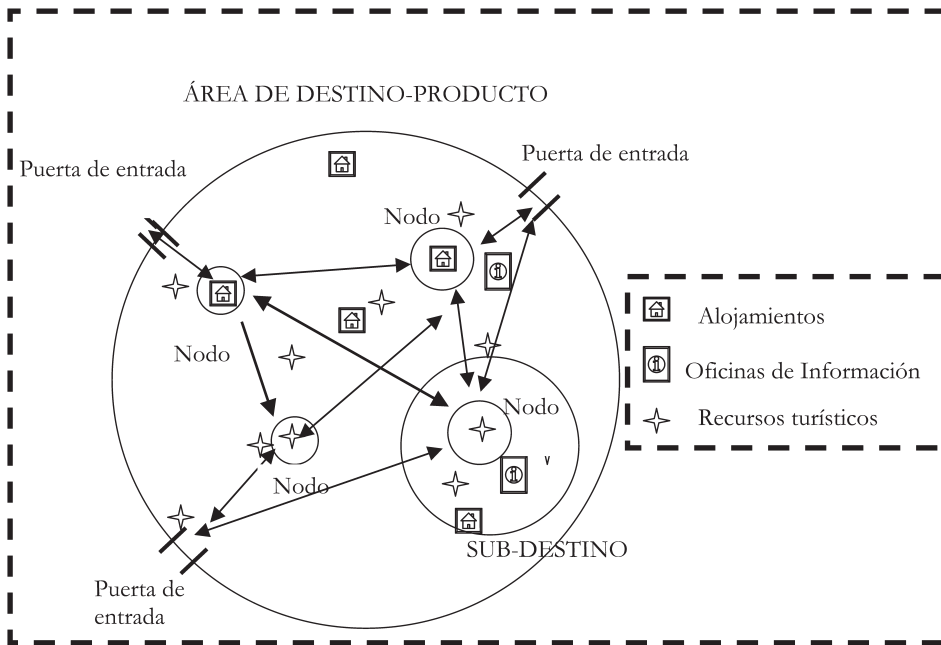 ÁREA DE DESTINO-PRODUCTO
Puerta de entrada
Puerta de entrada
Nodo
Nodo
Nodo
Nodo
SUB-DESTINO
Puerta de
entrada
Alojamientos
Oficinas de Información
Recursos turísticos